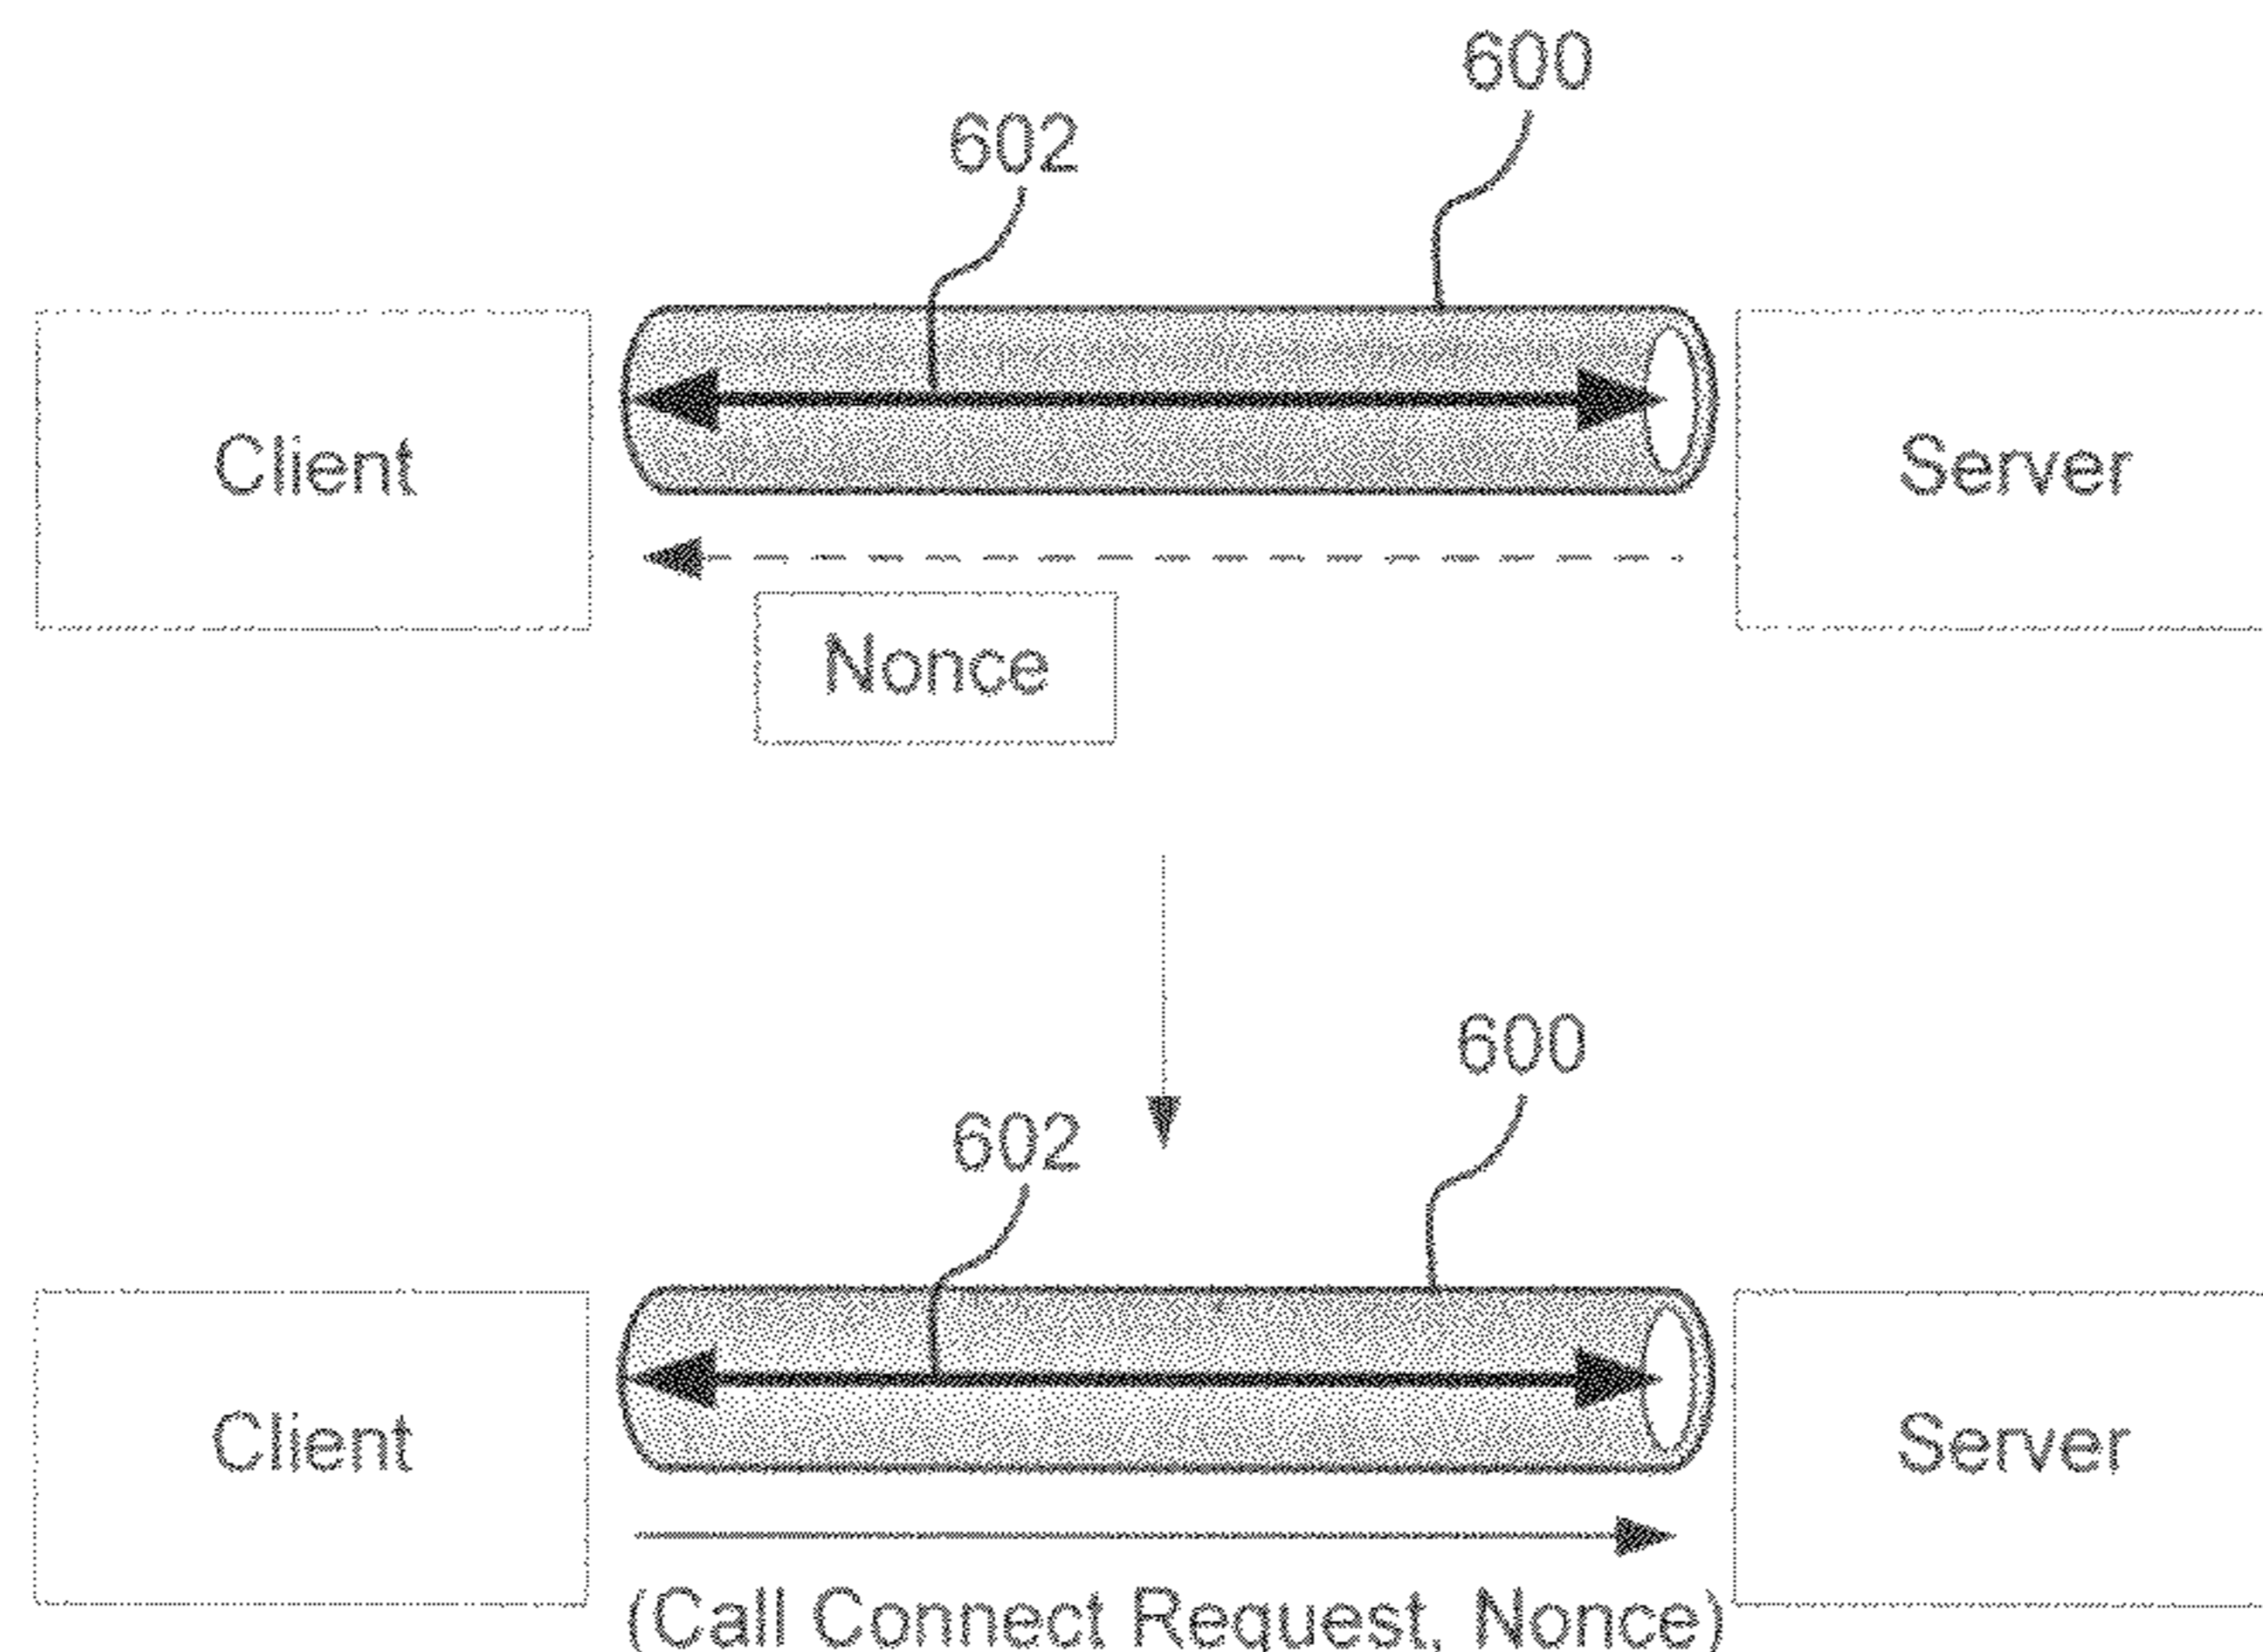 600
602
Client
Server
Nonce
600
602
Client
Server
(Call Connect Request, Nonce)